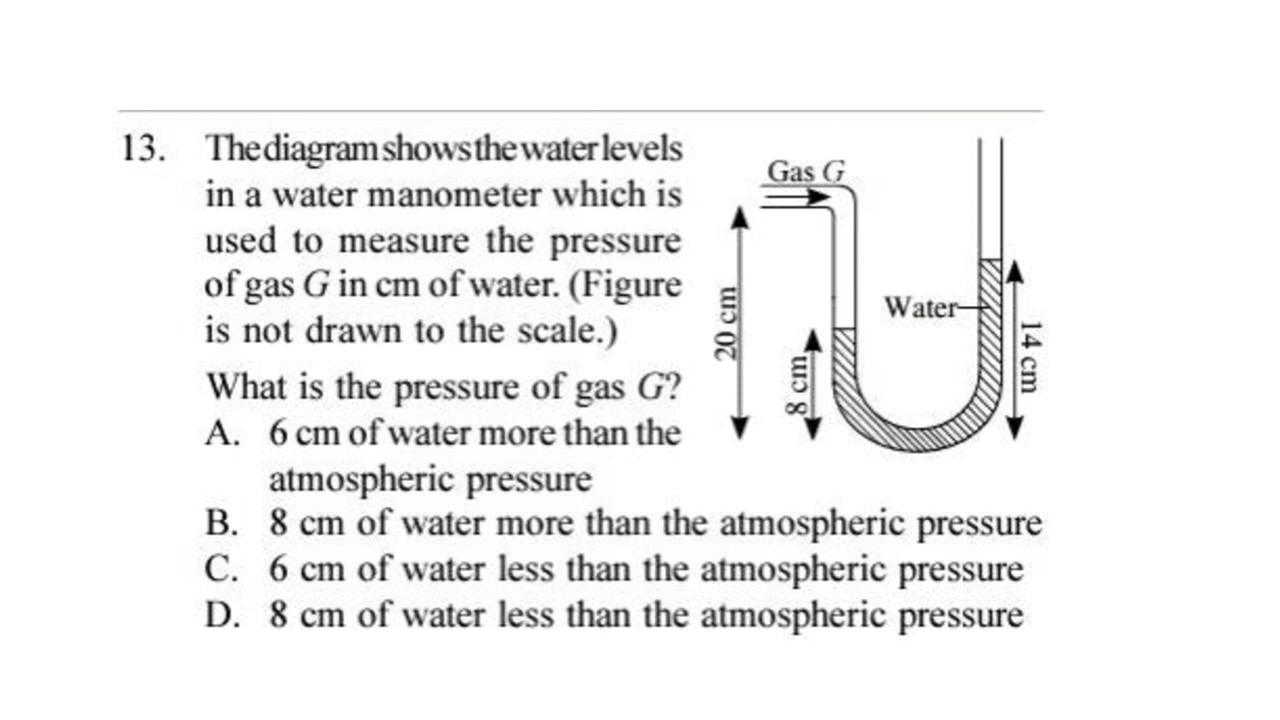 13. The diagram shows the water levels
in a water manometer which is
used to measure the pressure
of gas G in cm of water. (Figure
is not drawn to the scale.)
What is the pressure of gas G?
A. 6 cm of water more than the
atmospheric pressure
B. 8 cm of water more than the atmospheric pressure
C. 6 cm of water less than the atmospheric pressure
D. 8 cm of water less than the atmospheric pressure
Gas G
20 cm
8 cm
Water
14 cm